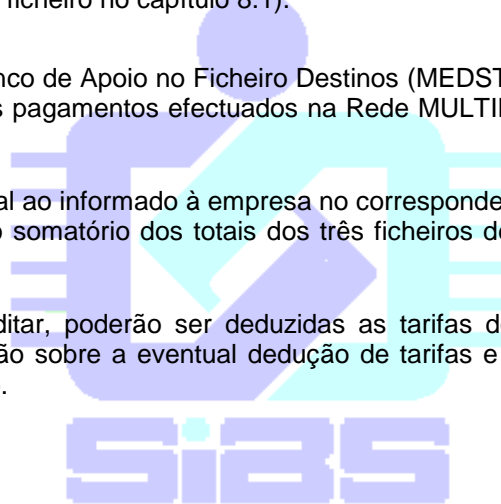 ficheiro no capítulo 8.1).
nco de Apoio no Ficheiro Destinos (MEDST
s pagamentos efectuados na Rede MULTI
al ao informado à empresa no corresponde
o somatório dos totais dos três ficheiros d
ditar, poderão ser deduzidas as tarifas d
ão sobre a eventual dedução de tarifas e
.
SIBS